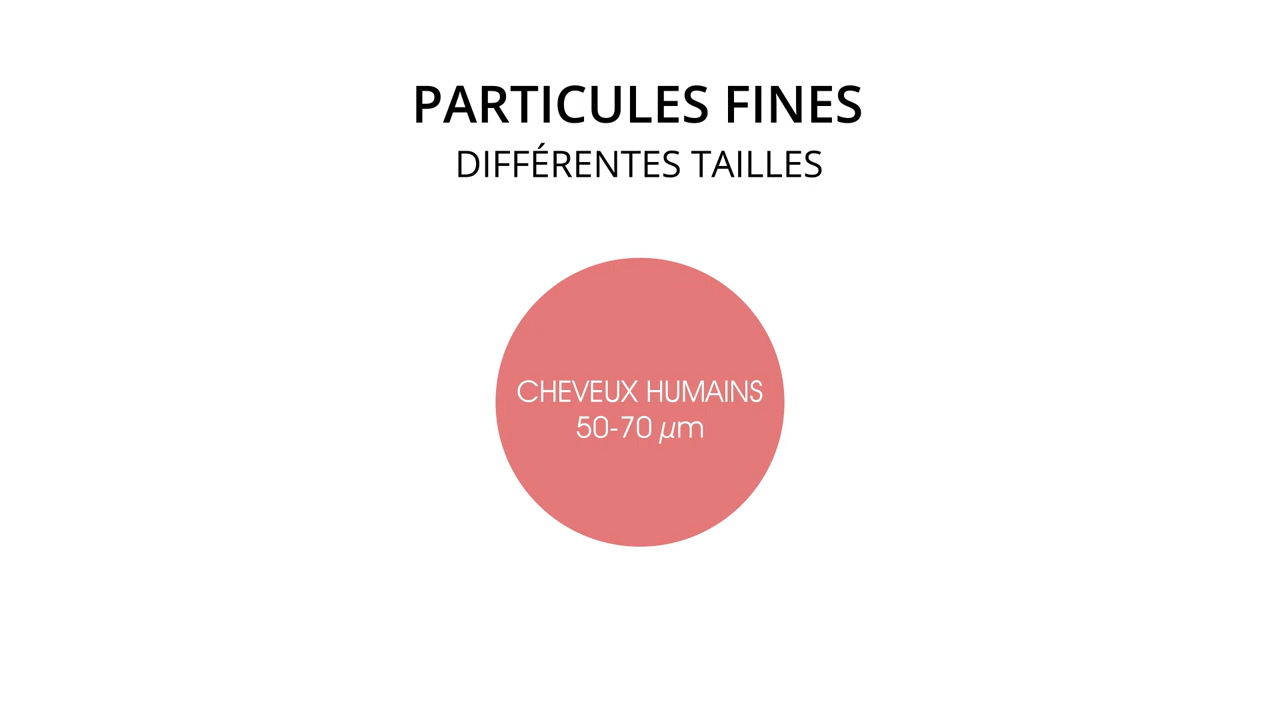 PARTICULES FINES
DIFFÉRENTES TAILLES
CHEVEUX HUMAINS
50-70 µm